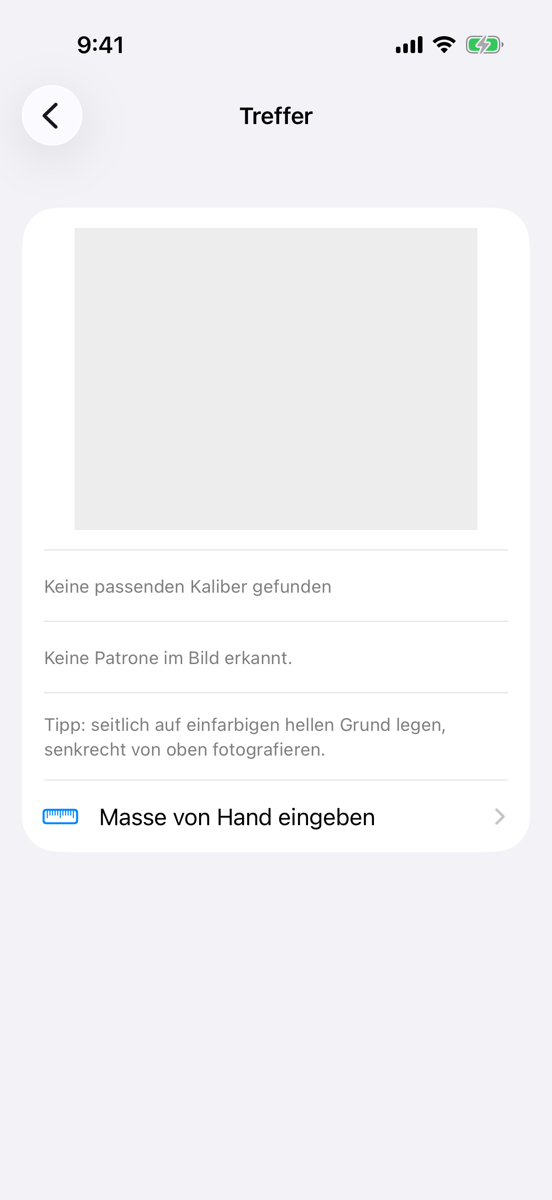 9:41
Treffer
Keine passenden Kaliber gefunden
Keine Patrone im Bild erkannt.
Tipp: seitlich auf einfarbigen hellen Grund legen,
senkrecht von oben fotografieren.
Masse von Hand eingeben